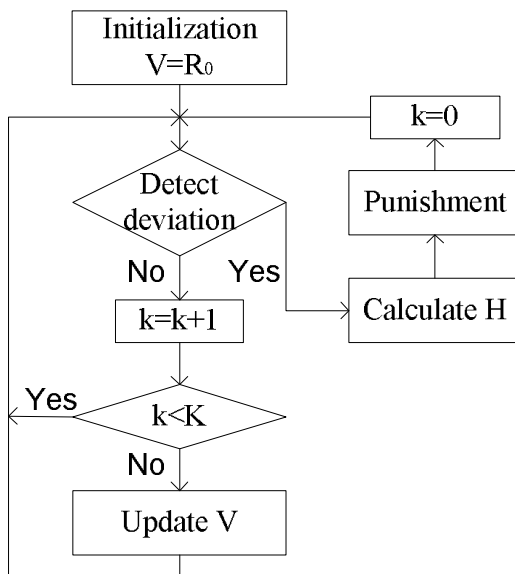 Initialization
V=R₀
k=0
Detect
deviation
Punishment
No
Yes
k=k+1
Calculate H
Yes
k<K
No
Update V